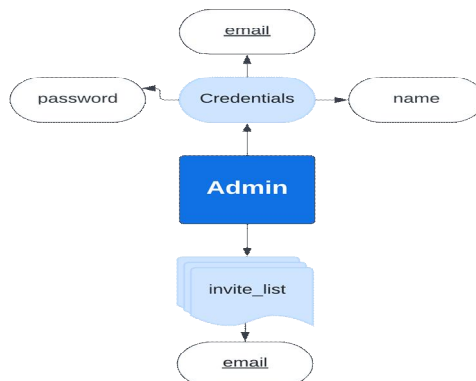 email
password
Credentials
name
Admin
invite_list
email